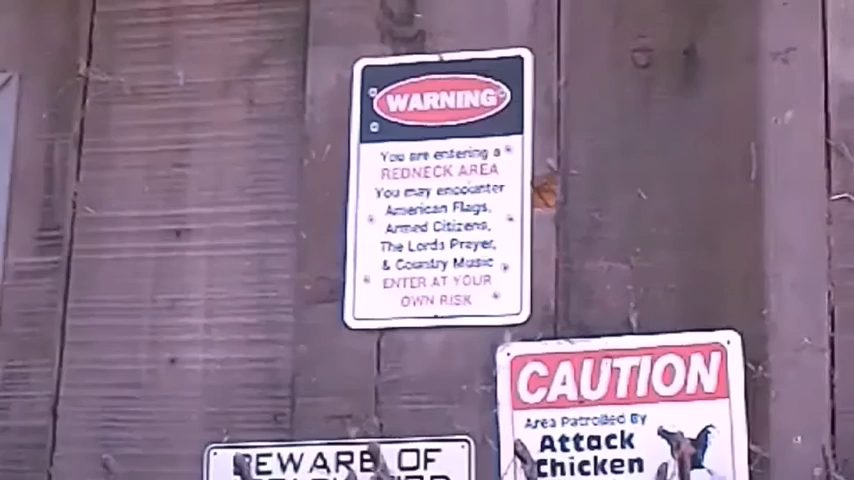 WARNING
You are entering a
REDNECK AREA
You may encounter
American Flags,
Armed Citizens,
The Lords Prayer,
& Country Music
ENTER AT YOUR
OWN RISK
CAUTION
Area Patrolled By
Attack
Chicken
BEWARE OF